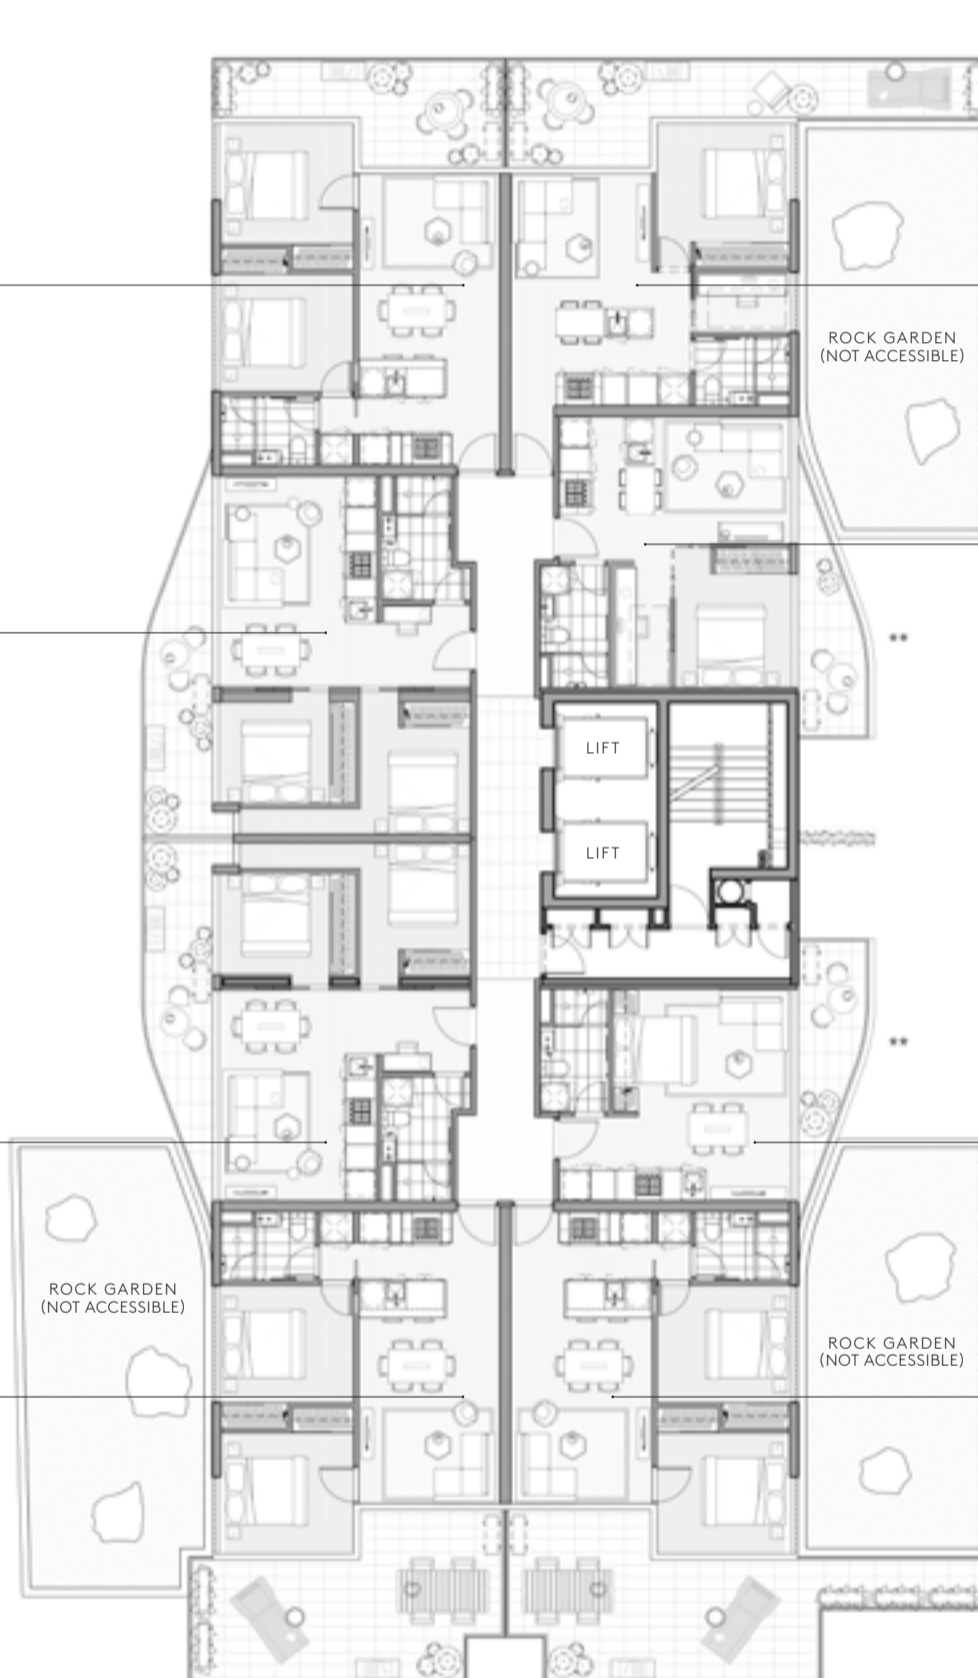 ROCK GARDEN
(NOT ACCESSIBLE)
**
LIFT
LIFT
**
ROCK GARDEN
(NOT ACCESSIBLE)
ROCK GARDEN
(NOT ACCESSIBLE)